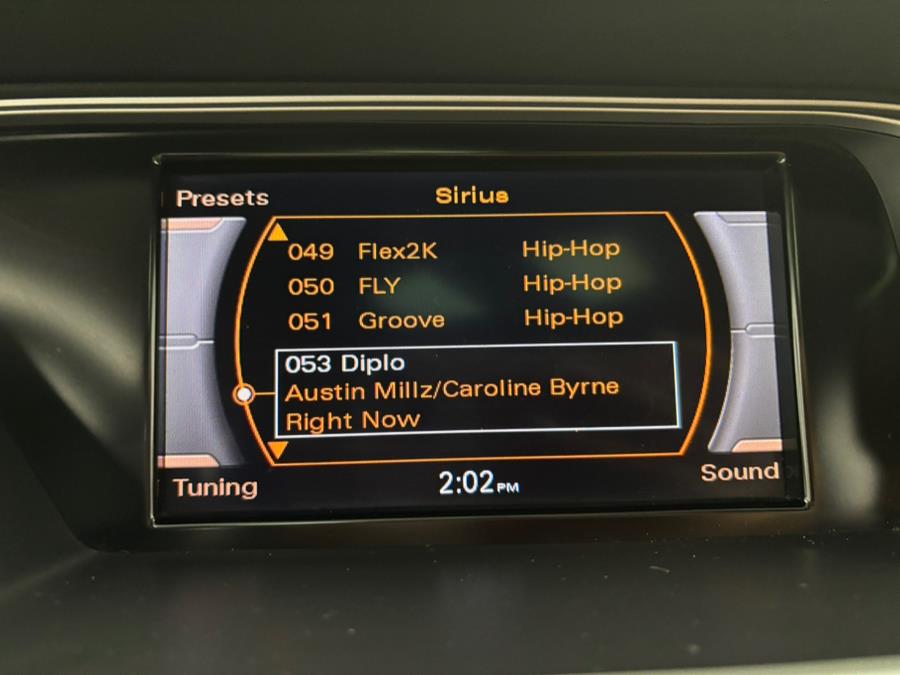 Presets Sirius
049 Flex2K Hip-Hop
050 FLY Hip-Hop
051 Groove Hip-Hop
053 Diplo
Austin Millz/Caroline Byrne
Right Now
Tuning 2:02PM Sound